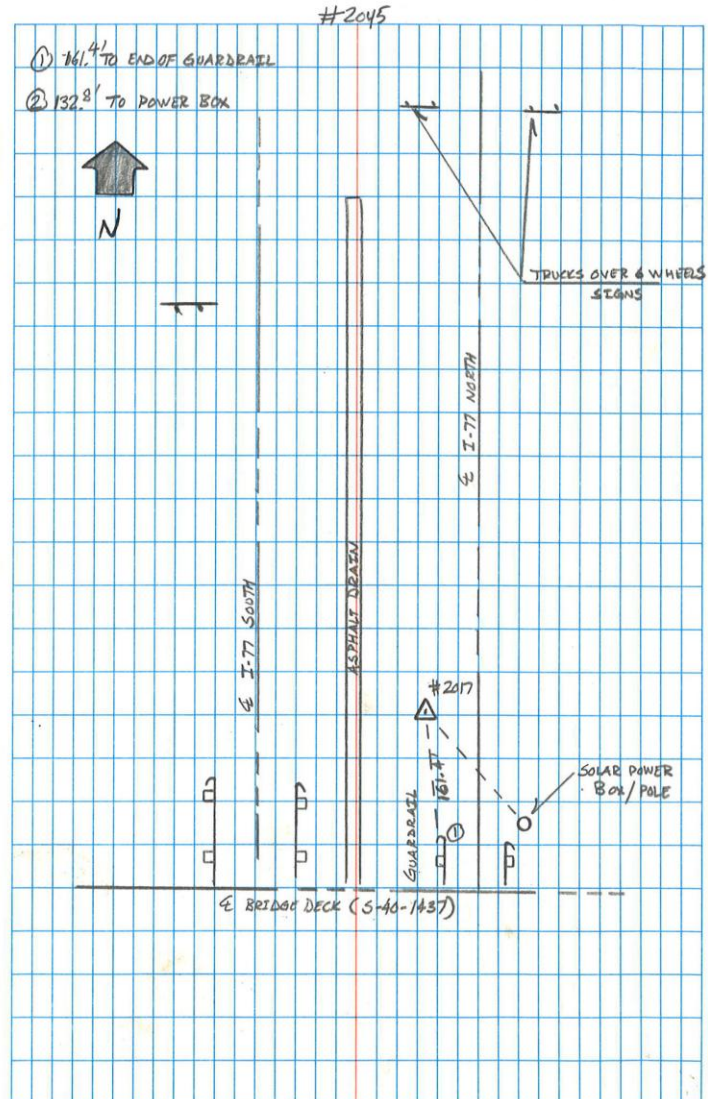 #2045
① 161.4' TO END OF GUARDRAIL
② 132.8' TO POWER BOX
N
TRUCKS OVER 6 WHEELS
SIGNS
℄ I-77 NORTH
℄ I-77 SOUTH
ASPHALT DRAIN
#2017
GUARDRAIL
161.4'
①
SOLAR POWER
BOX/POLE
℄ BRIDGE DECK (S-40-1437)